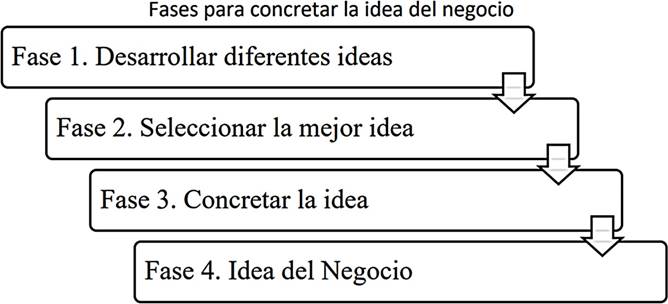 Fases para concretar la idea del negocio
Fase 1. Desarrollar diferentes ideas
Fase 2. Seleccionar la mejor idea
Fase 3. Concretar la idea
Fase 4. Idea del Negocio